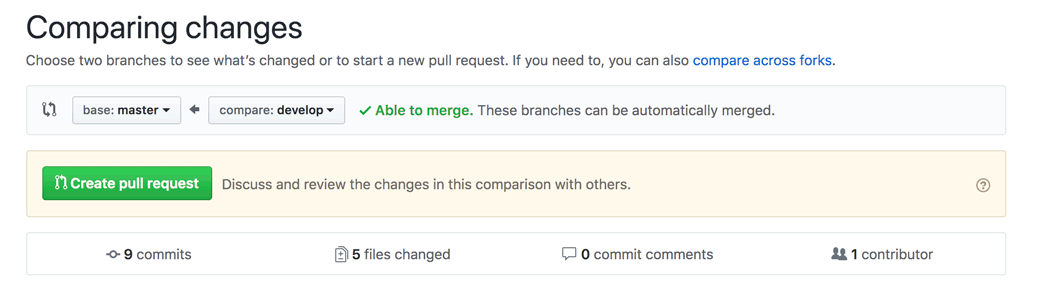 Comparing changes
Choose two branches to see what’s changed or to start a new pull request. If you need to, you can also compare across forks.
base: master compare: develop Able to merge. These branches can be automatically merged.
Create pull request Discuss and review the changes in this comparison with others.
9 commits 5 files changed 0 commit comments 1 contributor